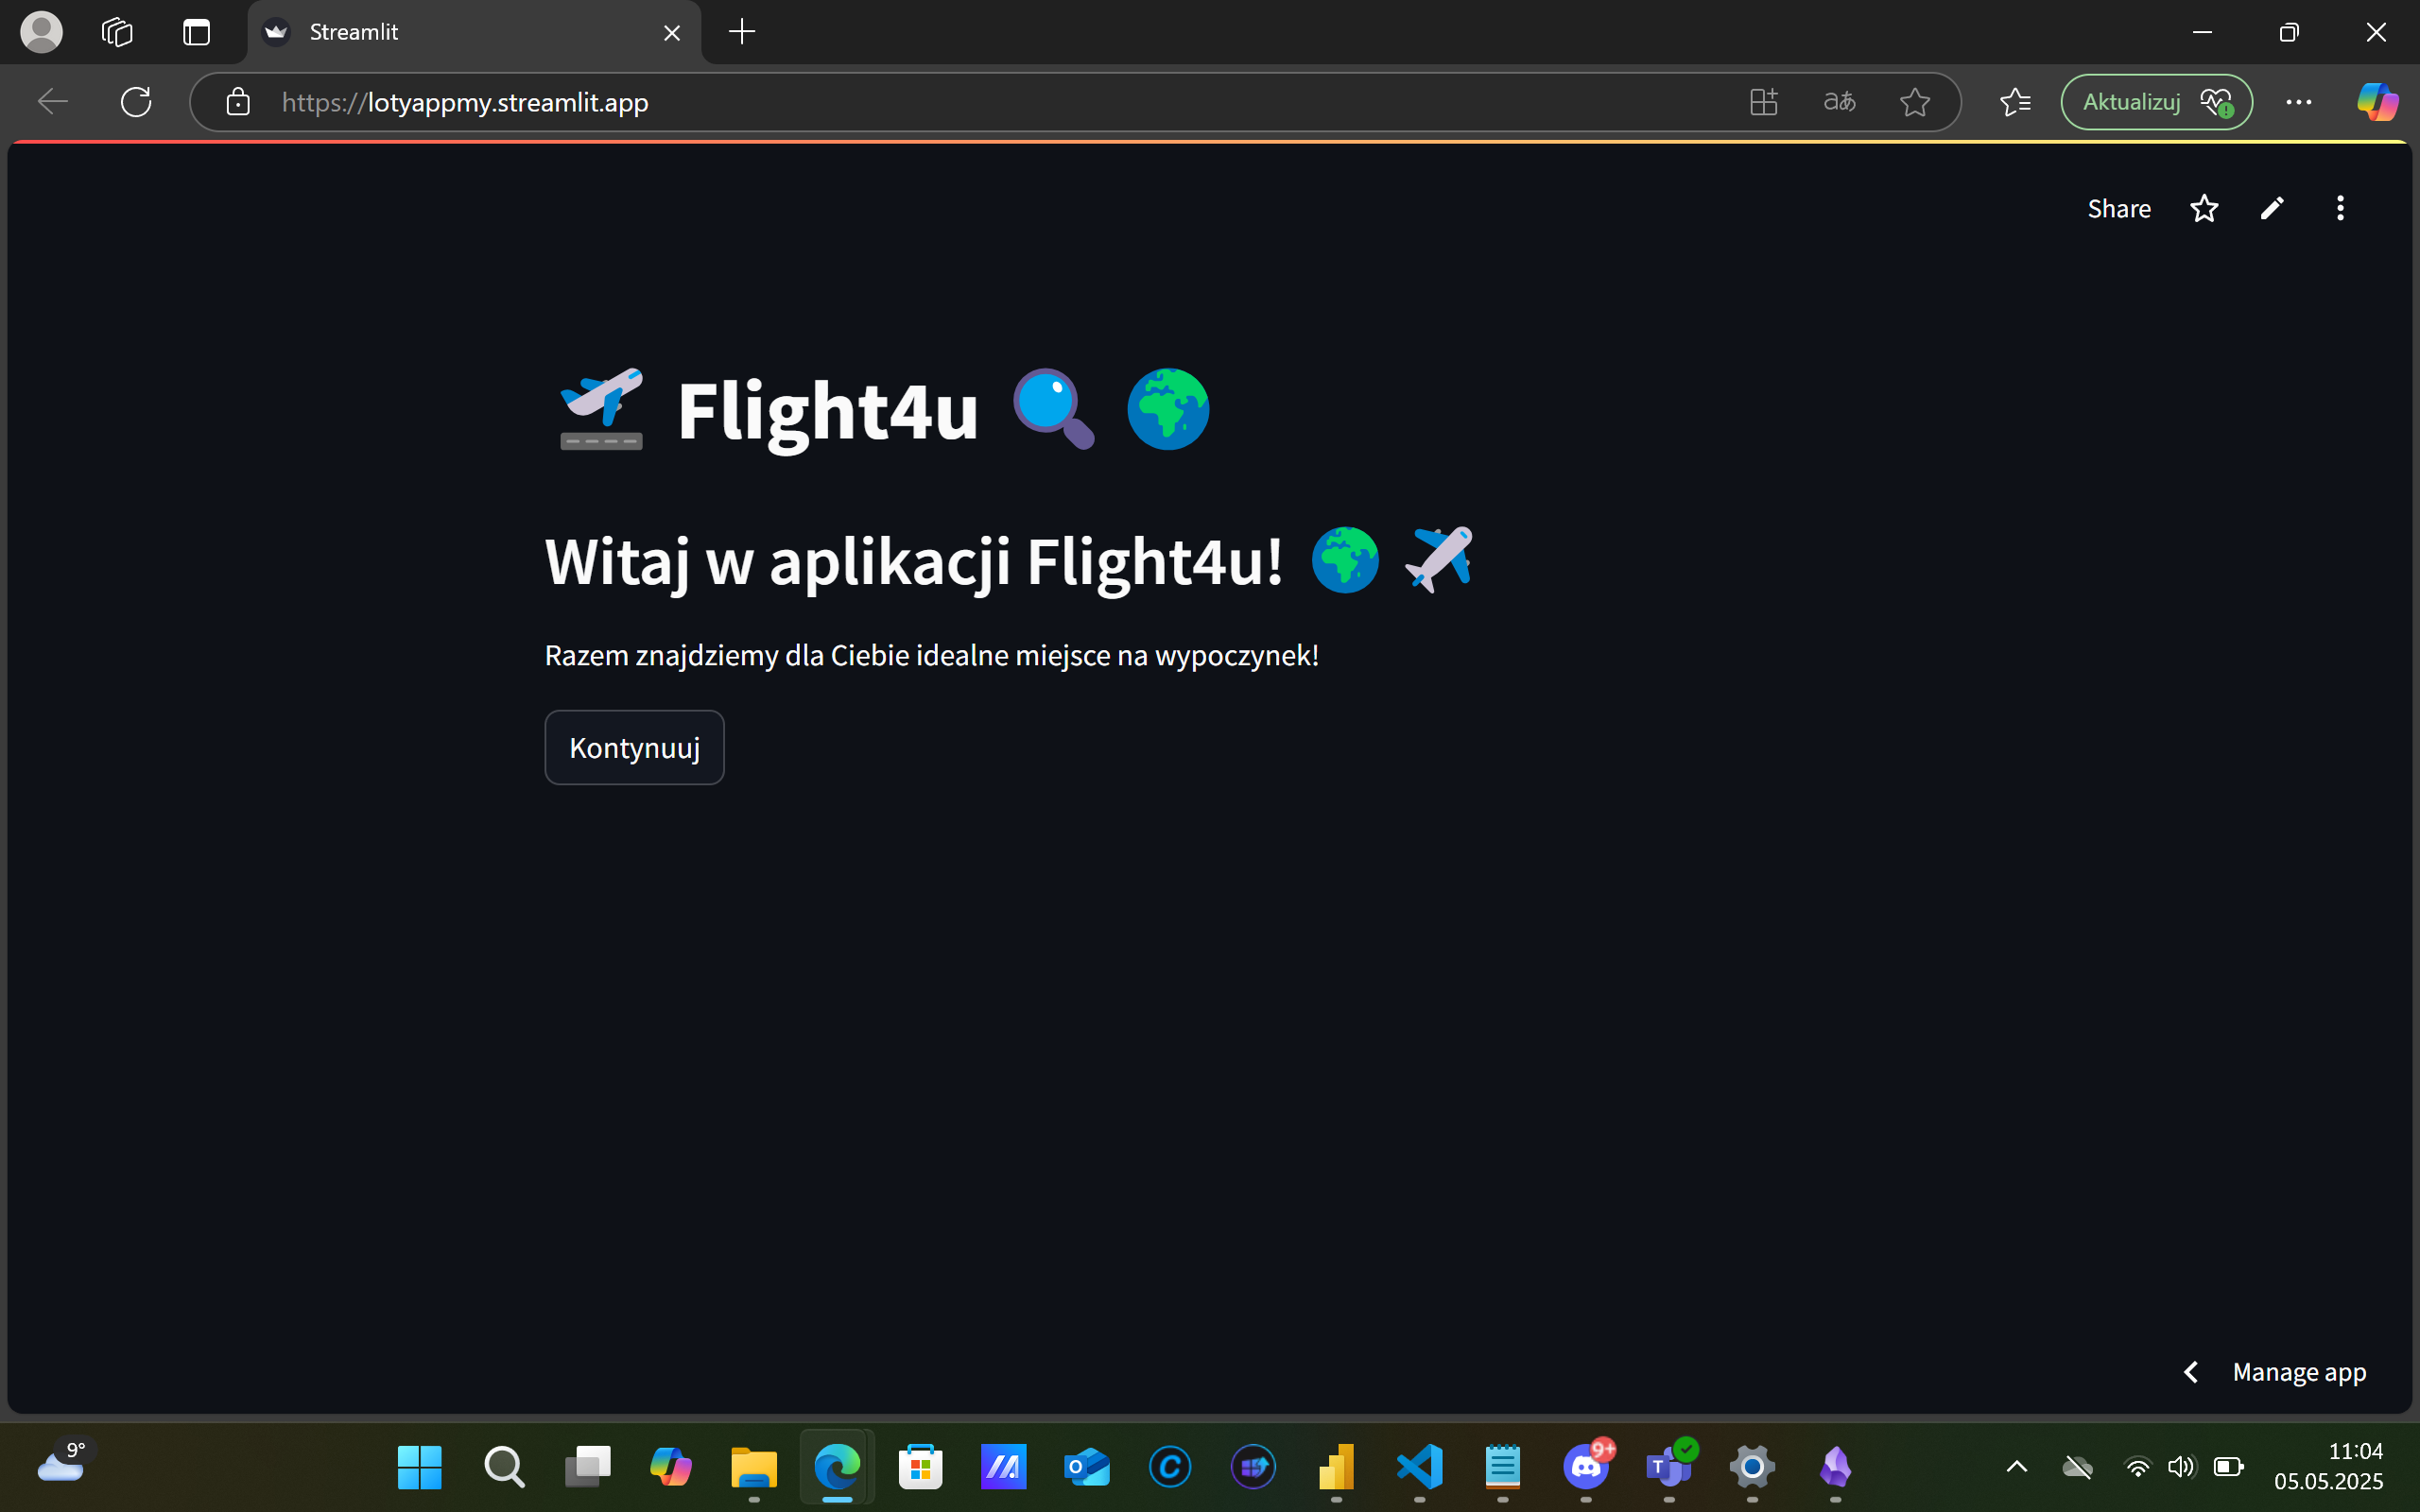 Streamlit
https://lotyappmy.streamlit.app
Aktualizuj
Share
Flight4u
Witaj w aplikacji Flight4u!
Razem znajdziemy dla Ciebie idealne miejsce na wypoczynek!
Kontynuuj
Manage app
9°
9+
11:04
05.05.2025